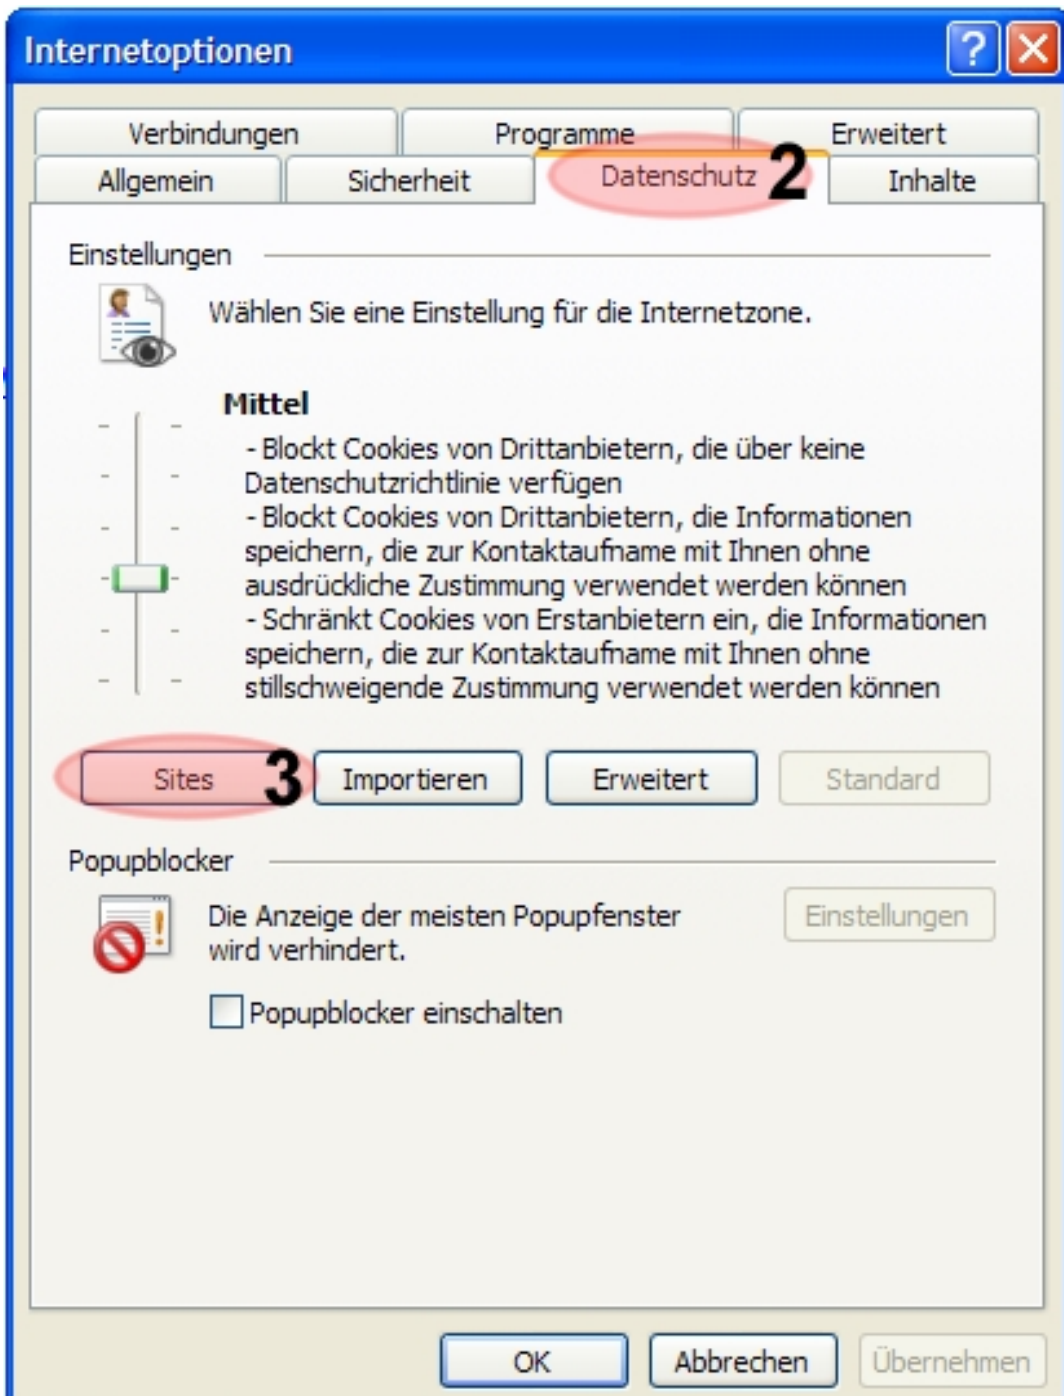 Internetoptionen
?
Verbindungen Programme Erweitert
Allgemein Sicherheit Datenschutz 2 Inhalte
Einstellungen
Wählen Sie eine Einstellung für die Internetzone.
Mittel
- Blockt Cookies von Drittanbietern, die über keine
Datenschutzrichtlinie verfügen
- Blockt Cookies von Drittanbietern, die Informationen
speichern, die zur Kontaktaufname mit Ihnen ohne
ausdrückliche Zustimmung verwendet werden können
- Schränkt Cookies von Erstanbietern ein, die Informationen
speichern, die zur Kontaktaufname mit Ihnen ohne
stillschweigende Zustimmung verwendet werden können
Sites 3 Importieren Erweitert Standard
Popupblocker
Die Anzeige der meisten Popupfenster
wird verhindert.
Einstellungen
Popupblocker einschalten
OK Abbrechen Übernehmen